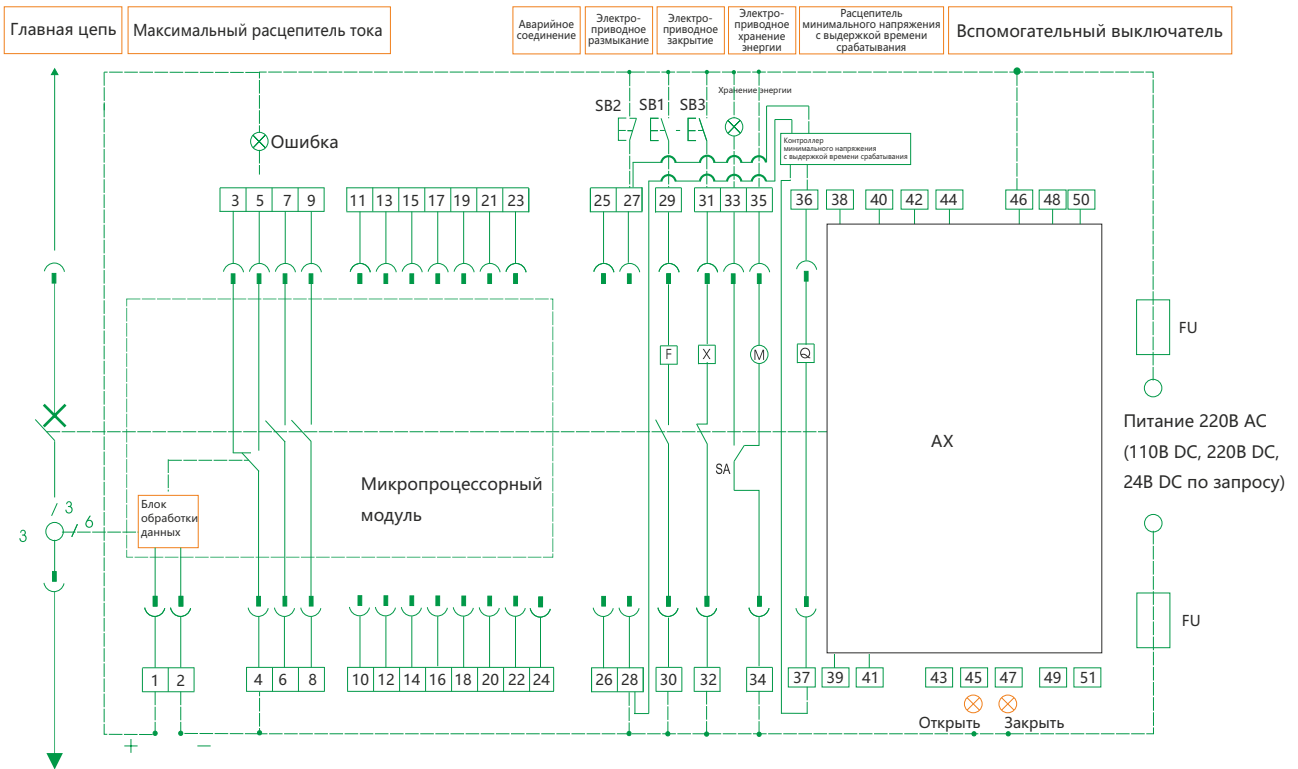 Главная цепь
Максимальный расцепитель тока
Аварийное
соединение
Электро-
приводное
размыкание
Электро-
приводное
закрытие
Электро-
приводное
хранение
энергии
Расцепитель
минимального напряжения
с выдержкой времени
срабатывания
Вспомогательный выключатель
Хранение энергии
SB2 SB1 SB3
Ошибка
Контроллер
минимального напряжения
с выдержкой времени срабатывания
3 5 7 9 11 13 15 17 19 21 23 25 27 29 31 33 35 36 38 40 42 44 46 48 50
FU
F X M Q
Питание 220В AC
(110В DC, 220В DC,
24В DC по запросу)
AX
SA
Микропроцессорный
модуль
Блок
обработки
данных
3
6
3
FU
1 2 4 6 8 10 12 14 16 18 20 22 24 26 28 30 32 34 37 39 41 43 45 47 49 51
Открыть Закрыть
+ −